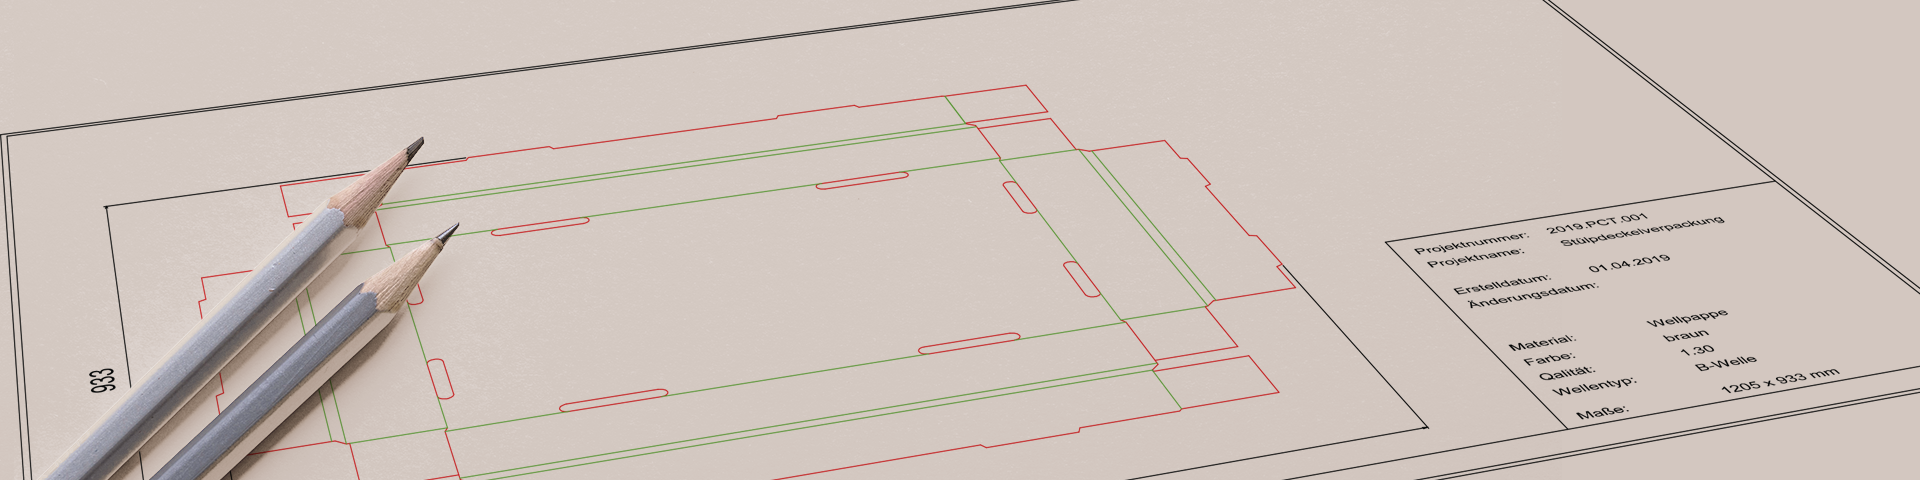 933
Projektnummer: 2019.PCT.001
Projektname: Stülpdeckelverpackung
Erstelldatum: 01.04.2019
Änderungsdatum:
Material: Wellpappe
Farbe: braun
Qalität: 1.30
Wellentyp: B-Welle
Maße: 1205 x 933 mm